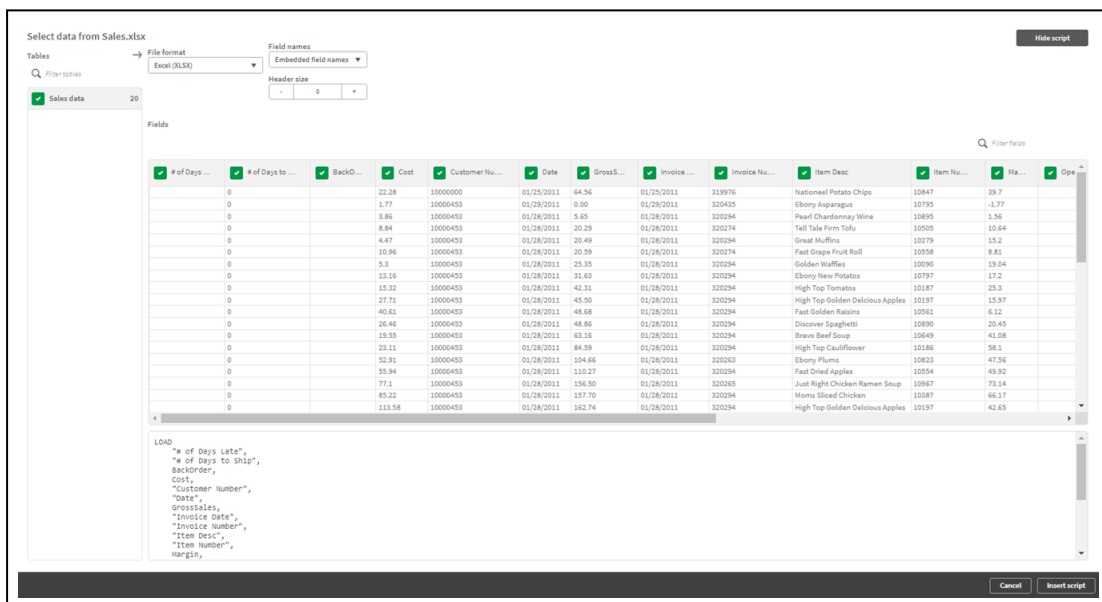 Select data from Sales.xlsx
Hide script
Tables
File format
Field names
Filter tables
Excel (XLSX)
Embedded field names
Header size
- 0 +
Sales data 20
Fields
Filter fields
# of Days ... # of Days to ... BackO... Cost Customer Nu... Date GrossS... Invoice ... Invoice Nu... Item Desc Item Nu... Ma... Ope
0 22.28 10000000 01/25/2011 64.56 01/25/2011 319976 Nationeel Potato Chips 10847 39.7
0 1.77 10000453 01/29/2011 0.00 01/29/2011 320435 Ebony Asparagus 10795 -1.77
0 3.86 10000453 01/28/2011 5.65 01/28/2011 320294 Pearl Chardonnay Wine 10895 1.56
0 8.84 10000453 01/28/2011 20.29 01/28/2011 320274 Tell Tale Firm Tofu 10505 10.64
0 4.47 10000453 01/28/2011 20.49 01/28/2011 320294 Great Muffins 10279 15.2
0 10.96 10000453 01/28/2011 20.59 01/28/2011 320274 Fast Grape Fruit Roll 10558 8.81
0 5.3 10000453 01/28/2011 25.35 01/28/2011 320294 Golden Waffles 10090 19.04
0 13.16 10000453 01/28/2011 31.63 01/28/2011 320294 Ebony New Potatos 10797 17.2
0 15.32 10000453 01/28/2011 42.31 01/28/2011 320294 High Top Tomatos 10187 25.3
0 27.71 10000453 01/28/2011 45.50 01/28/2011 320294 High Top Golden Delcious Apples 10197 15.97
0 40.61 10000453 01/28/2011 48.68 01/28/2011 320294 Fast Golden Raisins 10561 6.12
0 26.46 10000453 01/28/2011 48.86 01/28/2011 320294 Discover Spaghetti 10890 20.45
0 19.55 10000453 01/28/2011 63.16 01/28/2011 320294 Bravo Beef Soup 10649 41.08
0 23.11 10000453 01/28/2011 84.59 01/28/2011 320294 High Top Cauliflower 10186 58.1
0 52.91 10000453 01/28/2011 104.66 01/28/2011 320263 Ebony Plums 10823 47.56
0 55.94 10000453 01/28/2011 110.27 01/28/2011 320294 Fast Dried Apples 10554 49.92
0 77.1 10000453 01/28/2011 156.50 01/28/2011 320265 Just Right Chicken Ramen Soup 10967 73.14
0 85.22 10000453 01/28/2011 157.70 01/28/2011 320294 Moms Sliced Chicken 10387 66.17
0 113.58 10000453 01/28/2011 162.74 01/28/2011 320294 High Top Golden Delcious Apples 10197 42.65
LOAD
"# of Days Late",
"# of Days to Ship",
BackOrder,
Cost,
"Customer Number",
"Date",
GrossSales,
"Invoice Date",
"Invoice Number",
"Item Desc",
"Item Number",
Margin,
Cancel
Insert script